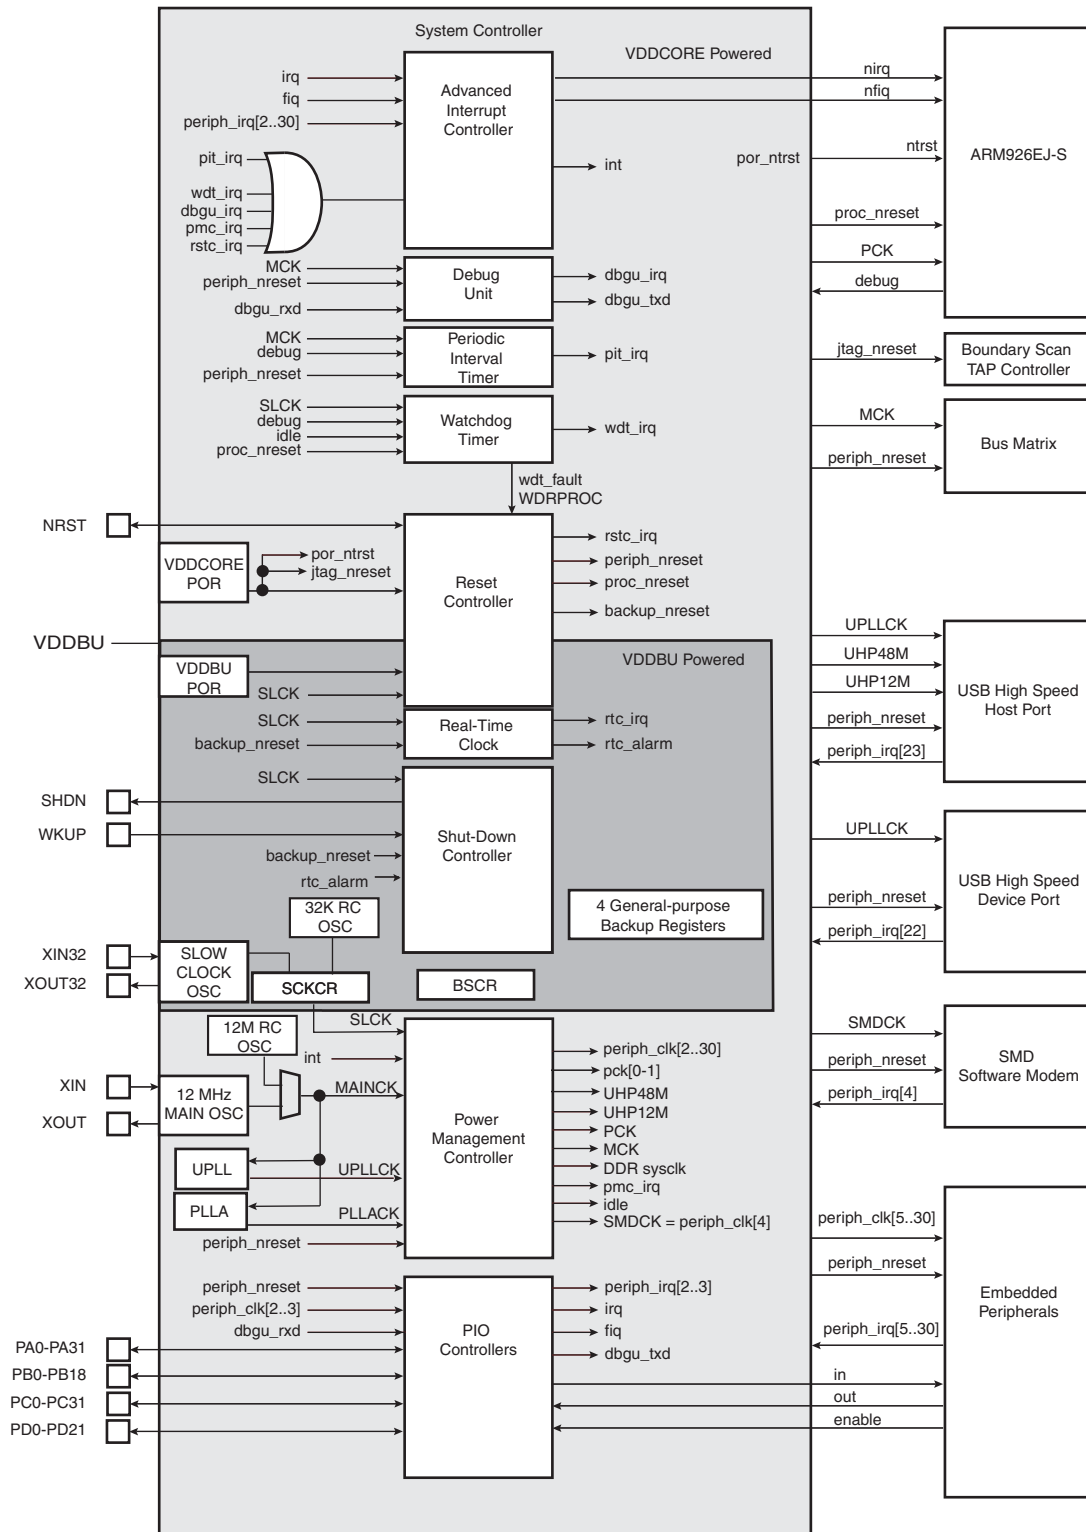 System Controller
VDDCORE Powered
irq
fiq
periph_irq[2..30]
pit_irq
wdt_irq
dbgu_irq
pmc_irq
rstc_irq
Advanced
Interrupt
Controller
int
por_ntrst
nirq
nfiq
ntrst
proc_nreset
PCK
debug
ARM926EJ-S
MCK
periph_nreset
dbgu_rxd
Debug
Unit
dbgu_irq
dbgu_txd
MCK
debug
periph_nreset
Periodic
Interval
Timer
pit_irq
jtag_nreset
Boundary Scan
TAP Controller
SLCK
debug
idle
proc_nreset
Watchdog
Timer
wdt_irq
MCK
periph_nreset
Bus Matrix
wdt_fault
WDRPROC
NRST
VDDCORE
POR
por_ntrst
jtag_nreset
Reset
Controller
rstc_irq
periph_nreset
proc_nreset
backup_nreset
VDDBU
VDDBU Powered
VDDBU
POR
SLCK
UPLLCK
UHP48M
UHP12M
periph_nreset
periph_irq[23]
USB High Speed
Host Port
SLCK
backup_nreset
Real-Time
Clock
rtc_irq
rtc_alarm
SLCK
SHDN
WKUP
backup_nreset
rtc_alarm
Shut-Down
Controller
4 General-purpose
Backup Registers
UPLLCK
periph_nreset
periph_irq[22]
USB High Speed
Device Port
32K RC
OSC
XIN32
XOUT32
SLOW
CLOCK
OSC
SCKCR
BSCR
SLCK
12M RC
OSC
int
XIN
XOUT
12 MHz
MAIN OSC
MAINCK
UPLL
UPLLCK
PLLA
PLLACK
periph_nreset
Power
Management
Controller
periph_clk[2..30]
pck[0-1]
UHP48M
UHP12M
PCK
MCK
DDR sysclk
pmc_irq
idle
SMDCK = periph_clk[4]
SMDCK
periph_nreset
periph_irq[4]
SMD
Software Modem
periph_nreset
periph_clk[2..3]
dbgu_rxd
PA0-PA31
PB0-PB18
PC0-PC31
PD0-PD21
PIO
Controllers
periph_irq[2..3]
irq
fiq
dbgu_txd
periph_clk[5..30]
periph_nreset
periph_irq[5..30]
in
out
enable
Embedded
Peripherals